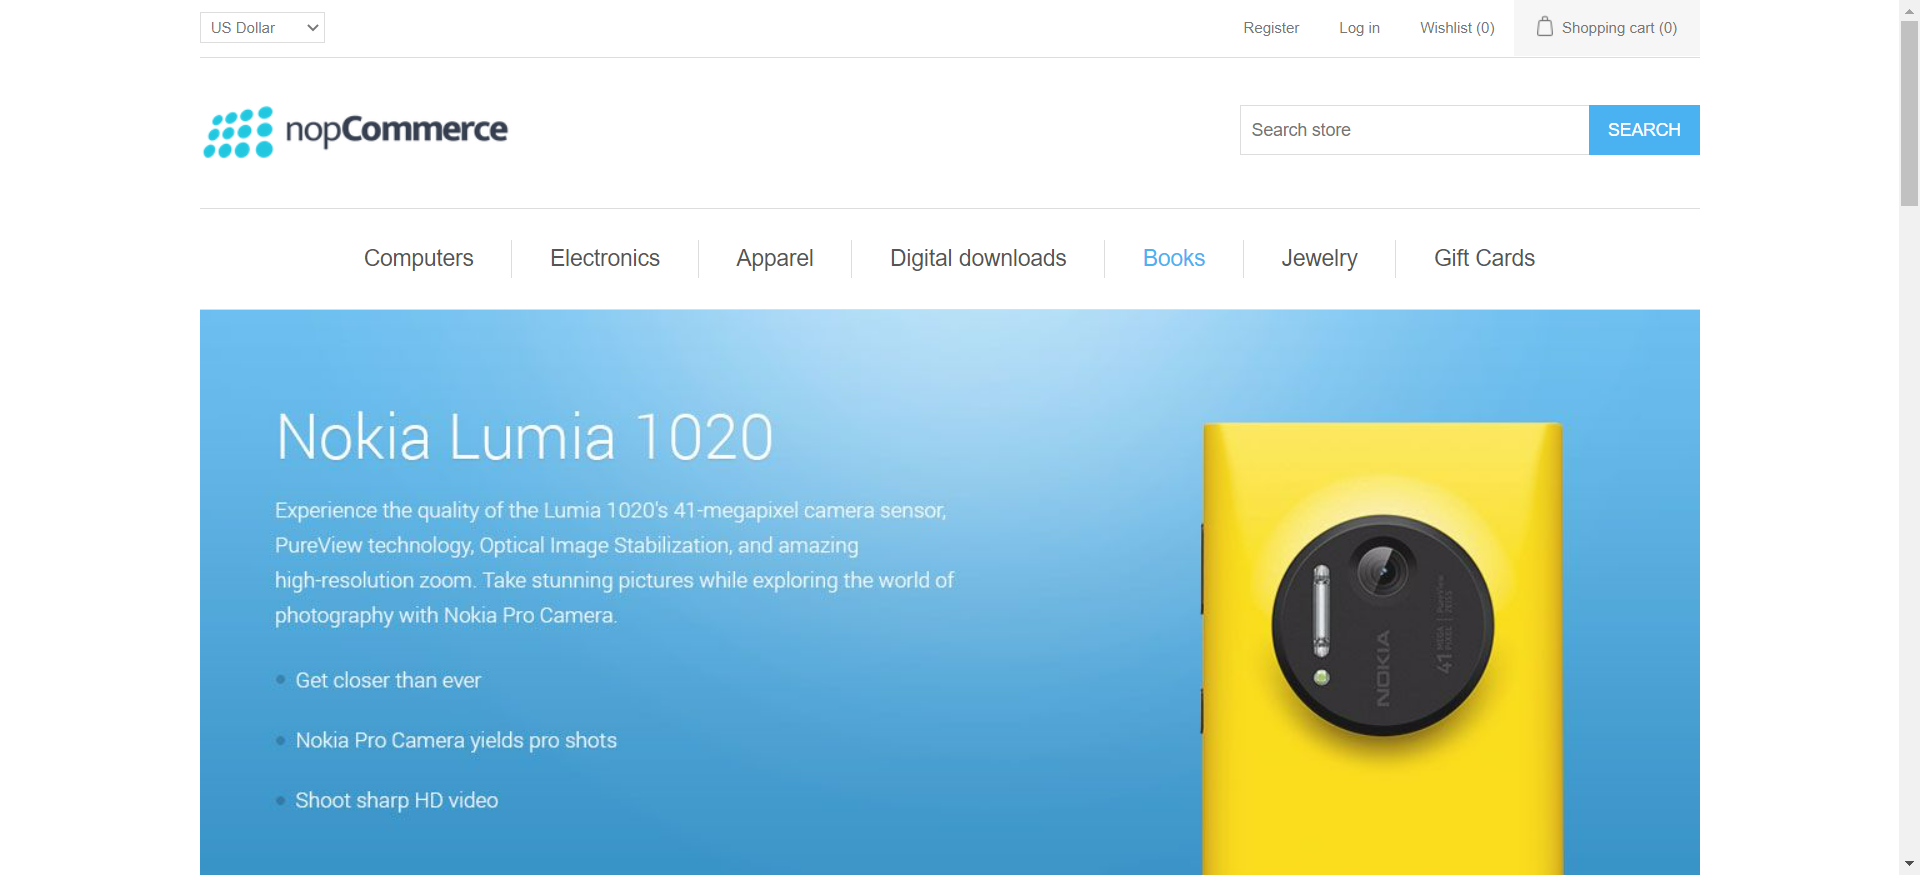 US Dollar
Register
Log in
Wishlist (0)
Shopping cart (0)
nopCommerce
Search store
SEARCH
Computers
Electronics
Apparel
Digital downloads
Books
Jewelry
Gift Cards
Nokia Lumia 1020
Experience the quality of the Lumia 1020's 41-megapixel camera sensor,
PureView technology, Optical Image Stabilization, and amazing
high-resolution zoom. Take stunning pictures while exploring the world of
photography with Nokia Pro Camera.
Get closer than ever
Nokia Pro Camera yields pro shots
Shoot sharp HD video
NOKIA
41 MEGA PIXEL
PureView
ZEISS